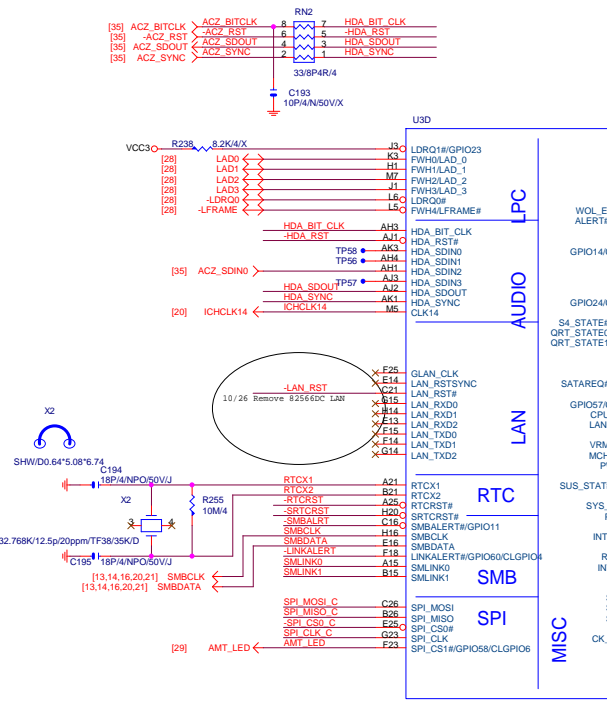 RN2
[35] ACZ_BITCLK ACZ_BITCLK 8 7 HDA_BIT_CLK
[35] -ACZ_RST -ACZ_RST 6 5 -HDA_RST
[35] ACZ_SDOUT ACZ_SDOUT 4 3 HDA_SDOUT
[35] ACZ_SYNC ACZ_SYNC 2 1 HDA_SYNC
33/8P4R/4
C193
10P/4/N/50V/X
U3D
VCC3 R238 8.2K/4/X J3 LDRQ1#/GPIO23
[28] LAD0 K3 FWH0/LAD_0
[28] LAD1 H1 FWH1/LAD_1
[28] LAD2 M7 FWH2/LAD_2
[28] LAD3 J1 FWH3/LAD_3
[28] -LDRQ0 L6 LDRQ0#
[28] -LFRAME L5 FWH4/LFRAME#
LPC
WOL_E
ALERT#
HDA_BIT_CLK AH3 HDA_BIT_CLK
-HDA_RST AJ1 HDA_RST#
TP58 AK3 HDA_SDIN0
TP56 AH4 HDA_SDIN1
[35] ACZ_SDIN0 AH1 HDA_SDIN2
TP57 AJ3 HDA_SDIN3
HDA_SDOUT AJ2 HDA_SDOUT
HDA_SYNC AK1 HDA_SYNC
[20] ICHCLK14 ICHCLK14 M5 CLK14
AUDIO
GPIO14/
GPIO24/
S4_STATE#
QRT_STATE0
QRT_STATE1
F25 GLAN_CLK
E14 LAN_RSTSYNC
-LAN_RST C21 LAN_RST#
10/26 Remove 82566DC LAN
G15 LAN_RXD0
H14 LAN_RXD1
E13 LAN_RXD2
F15 LAN_TXD0
F14 LAN_TXD1
G14 LAN_TXD2
LAN
SATAREQ#
GPIO57/
CPU
LAN
VRM
MCH
X2
SHW/D0.64*5.08*6.74
C194
18P/4/NPO/50V/J
X2
3 4
32.768K/12.5p/20ppm/TF38/35K/D
R255
10M/4
C195 18P/4/NPO/50V/J
RTCX1 A21 RTCX1
RTCX2 B21 RTCX2
-RTCRST A25 RTCRST#
-SRTCRST H20 SRTCRST#
RTC
SUS_STAT
SYS_
-SMBALRT C16 SMBALERT#/GPIO11
SMBCLK H16 SMBCLK
SMBDATA E16 SMBDATA
-LINKALERT F18 LINKALERT#/GPIO60/CLGPIO4
SMLINK0 A15 SMLINK0
SMLINK1 B15 SMLINK1
SMB
INT
IN
[13,14,16,20,21] SMBCLK
[13,14,16,20,21] SMBDATA
SPI_MOSI_C C26 SPI_MOSI
SPI_MISO_C B26 SPI_MISO
-SPI_CS0_C E25 SPI_CS0#
SPI_CLK_C G23 SPI_CLK
[29] AMT_LED AMT_LED F23 SPI_CS1#/GPIO58/CLGPIO6
SPI
MISC
CK_